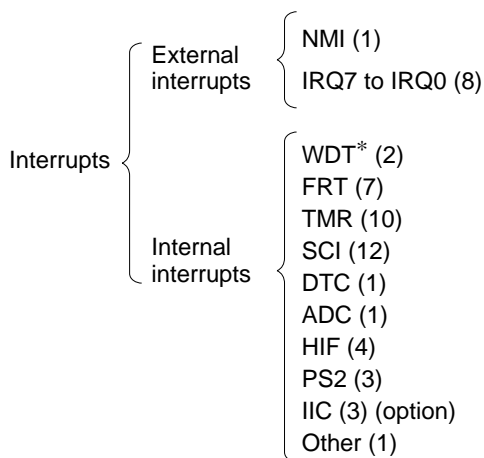 Interrupts
External
interrupts
NMI (1)
IRQ7 to IRQ0 (8)
Internal
interrupts
WDT* (2)
FRT (7)
TMR (10)
SCI (12)
DTC (1)
ADC (1)
HIF (4)
PS2 (3)
IIC (3) (option)
Other (1)